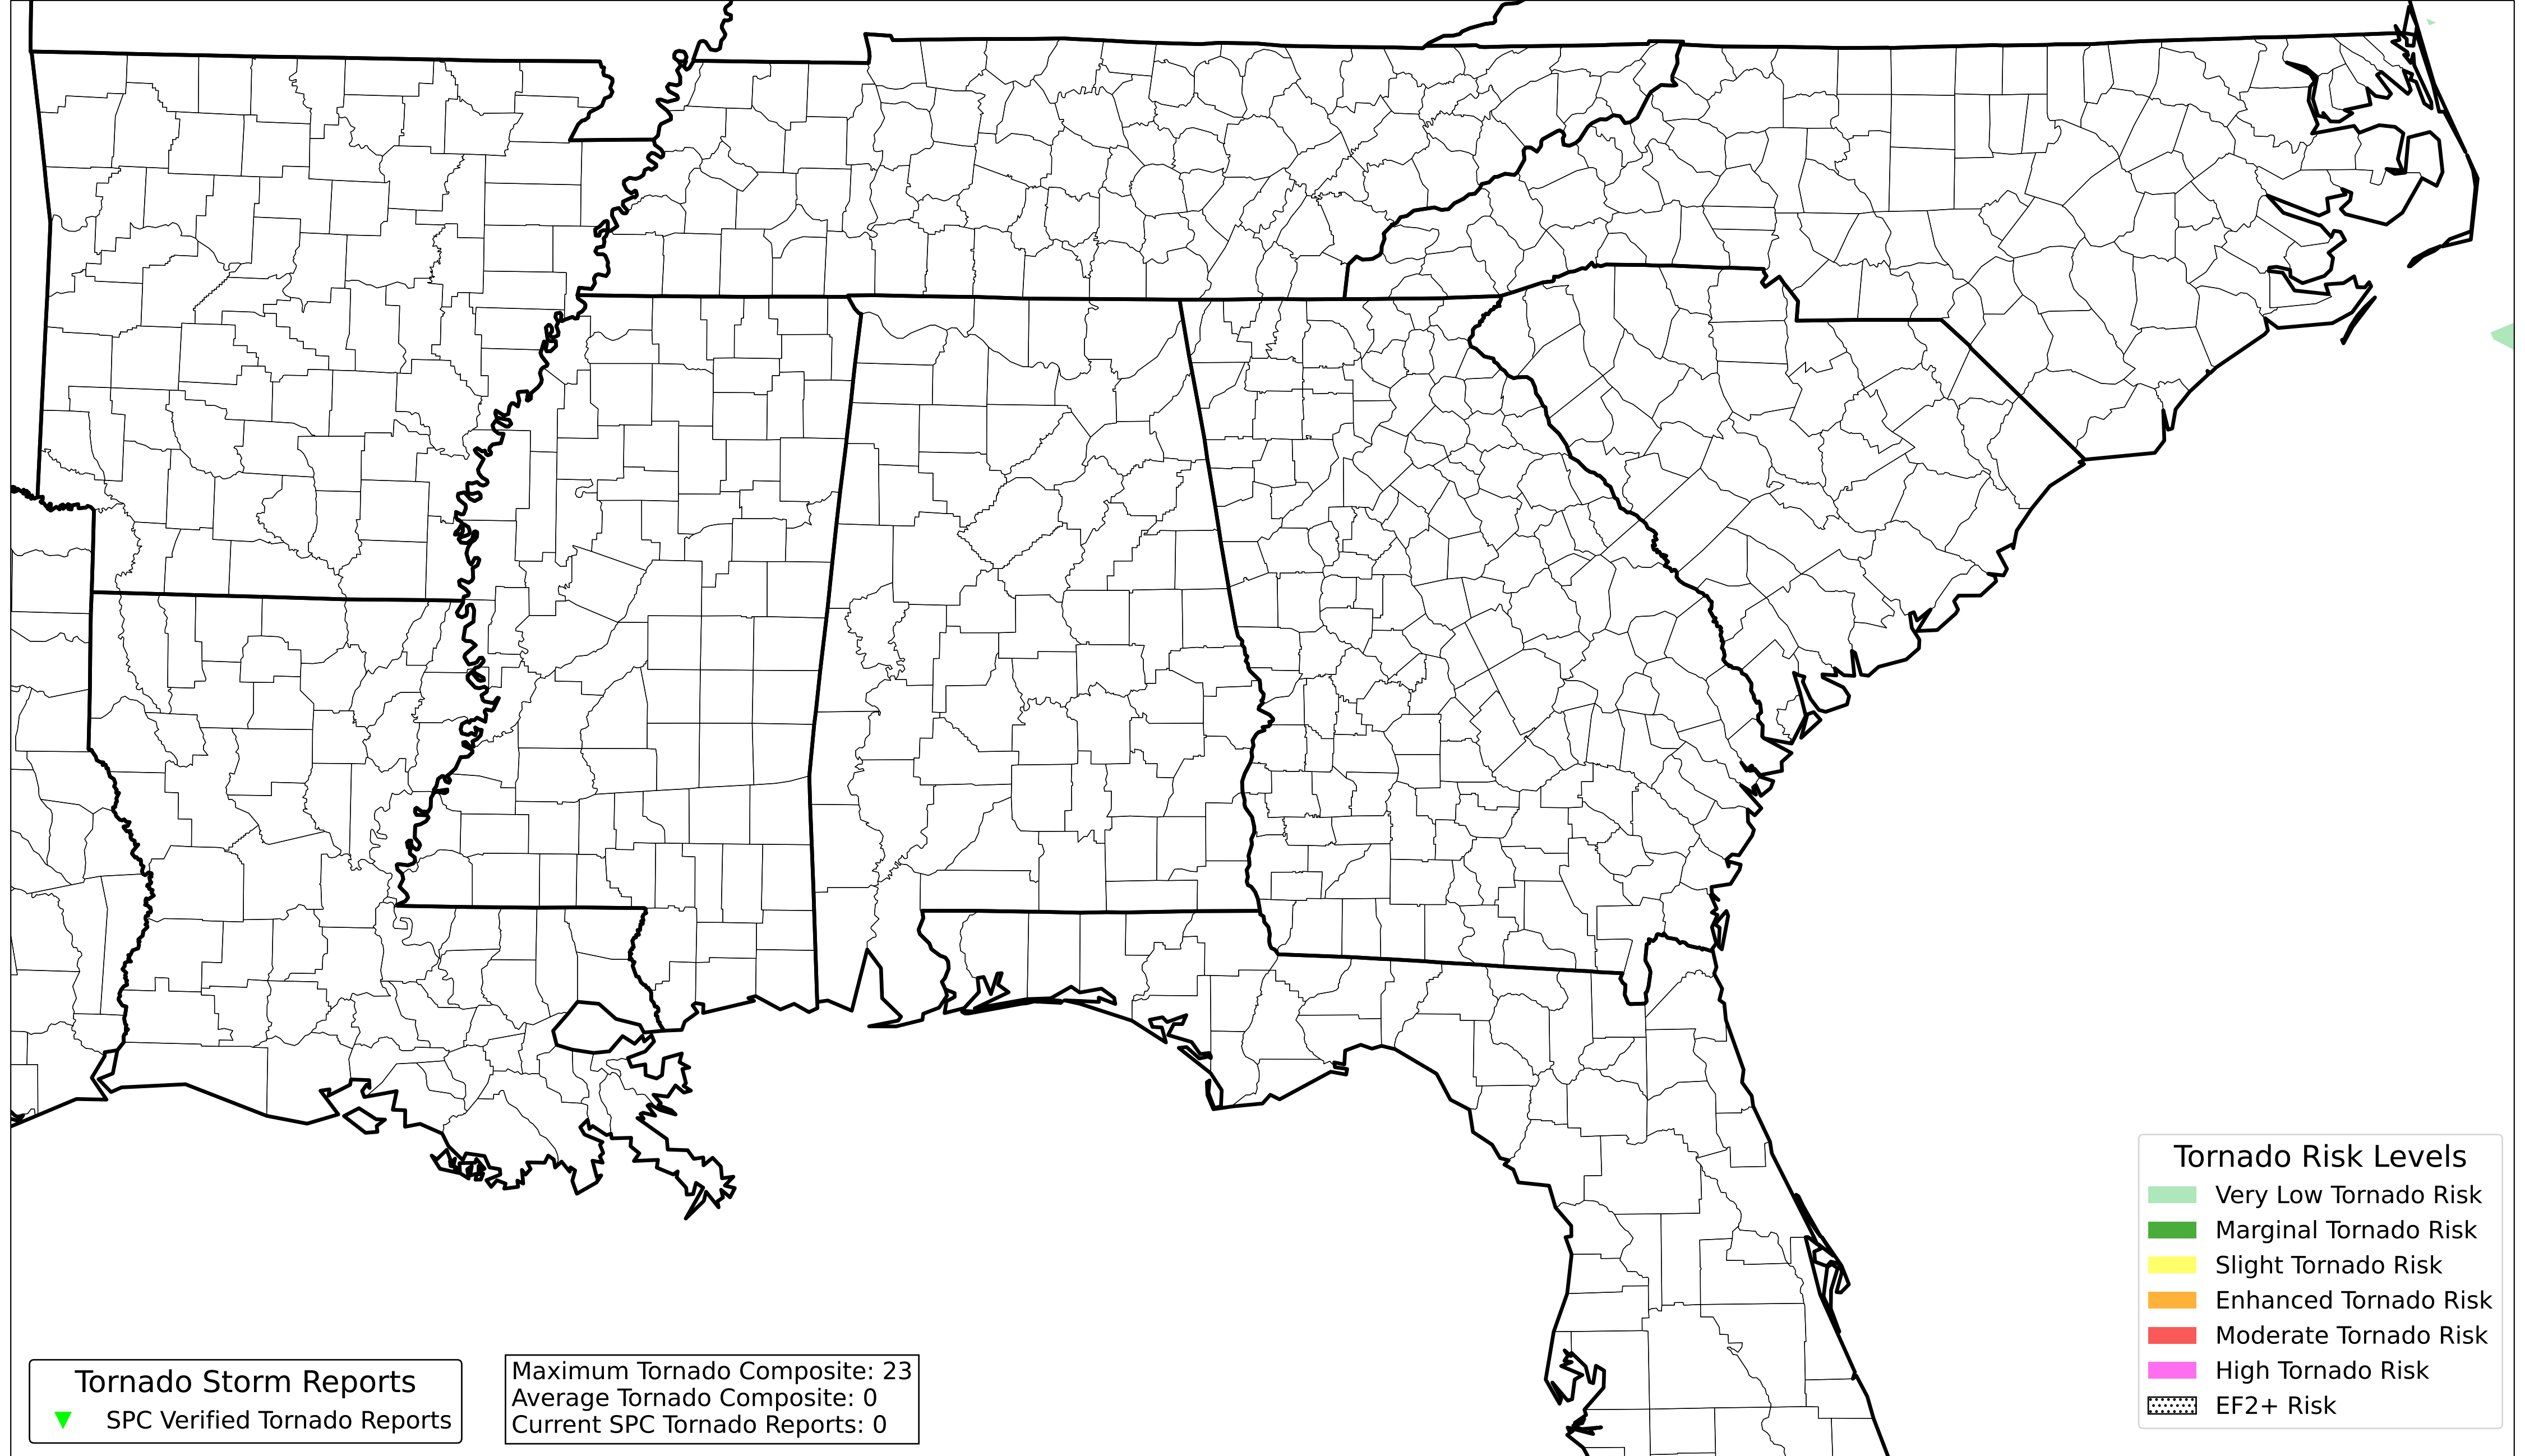 Tornado Storm Reports
SPC Verified Tornado Reports
Maximum Tornado Composite: 23
Average Tornado Composite: 0
Current SPC Tornado Reports: 0
Tornado Risk Levels
Very Low Tornado Risk
Marginal Tornado Risk
Slight Tornado Risk
Enhanced Tornado Risk
Moderate Tornado Risk
High Tornado Risk
EF2+ Risk